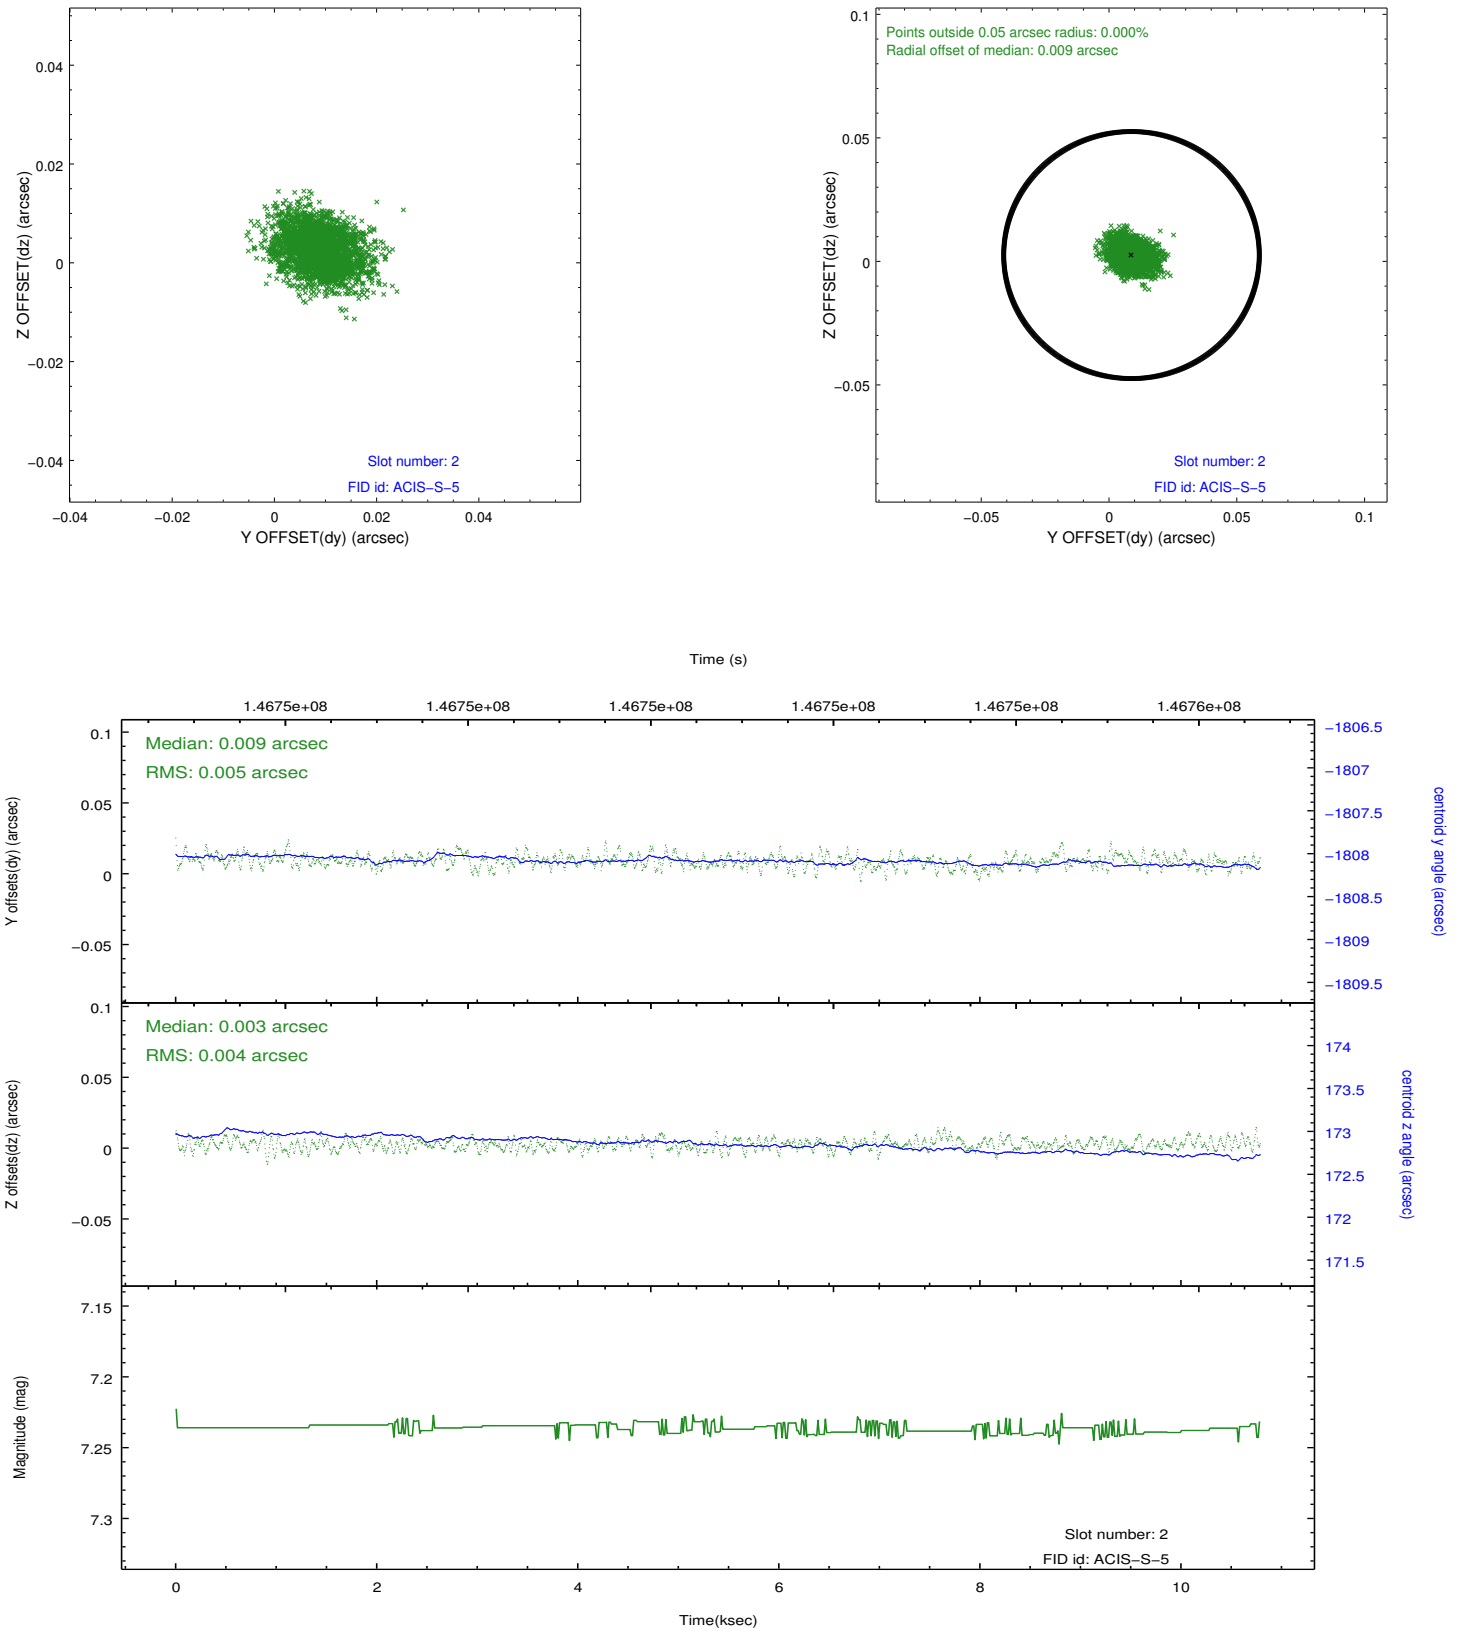 0.04
0.02
0
−0.02
−0.04
Z OFFSET(dz) (arcsec)
Slot number: 2
FID id: ACIS−S−5
−0.04
−0.02
0
0.02
0.04
Y OFFSET(dy) (arcsec)
0.1
0.05
0
−0.05
Z OFFSET(dz) (arcsec)
Points outside 0.05 arcsec radius: 0.000%
Radial offset of median: 0.009 arcsec
Slot number: 2
FID id: ACIS−S−5
−0.05
0
0.05
0.1
Y OFFSET(dy) (arcsec)
Time (s)
1.4675e+08
1.4675e+08
1.4675e+08
1.4675e+08
1.4675e+08
1.4676e+08
0.1
0.05
0
−0.05
Y offsets(dy) (arcsec)
Median: 0.009 arcsec
RMS: 0.005 arcsec
−1806.5
−1807
−1807.5
−1808
−1808.5
−1809
−1809.5
centroid y angle (arcsec)
0.1
0.05
0
−0.05
Z offsets(dz) (arcsec)
Median: 0.003 arcsec
RMS: 0.004 arcsec
174
173.5
173
172.5
172
171.5
centroid z angle (arcsec)
7.15
7.2
7.25
7.3
Magnitude (mag)
Slot number: 2
FID id: ACIS−S−5
0
2
4
6
8
10
Time(ksec)